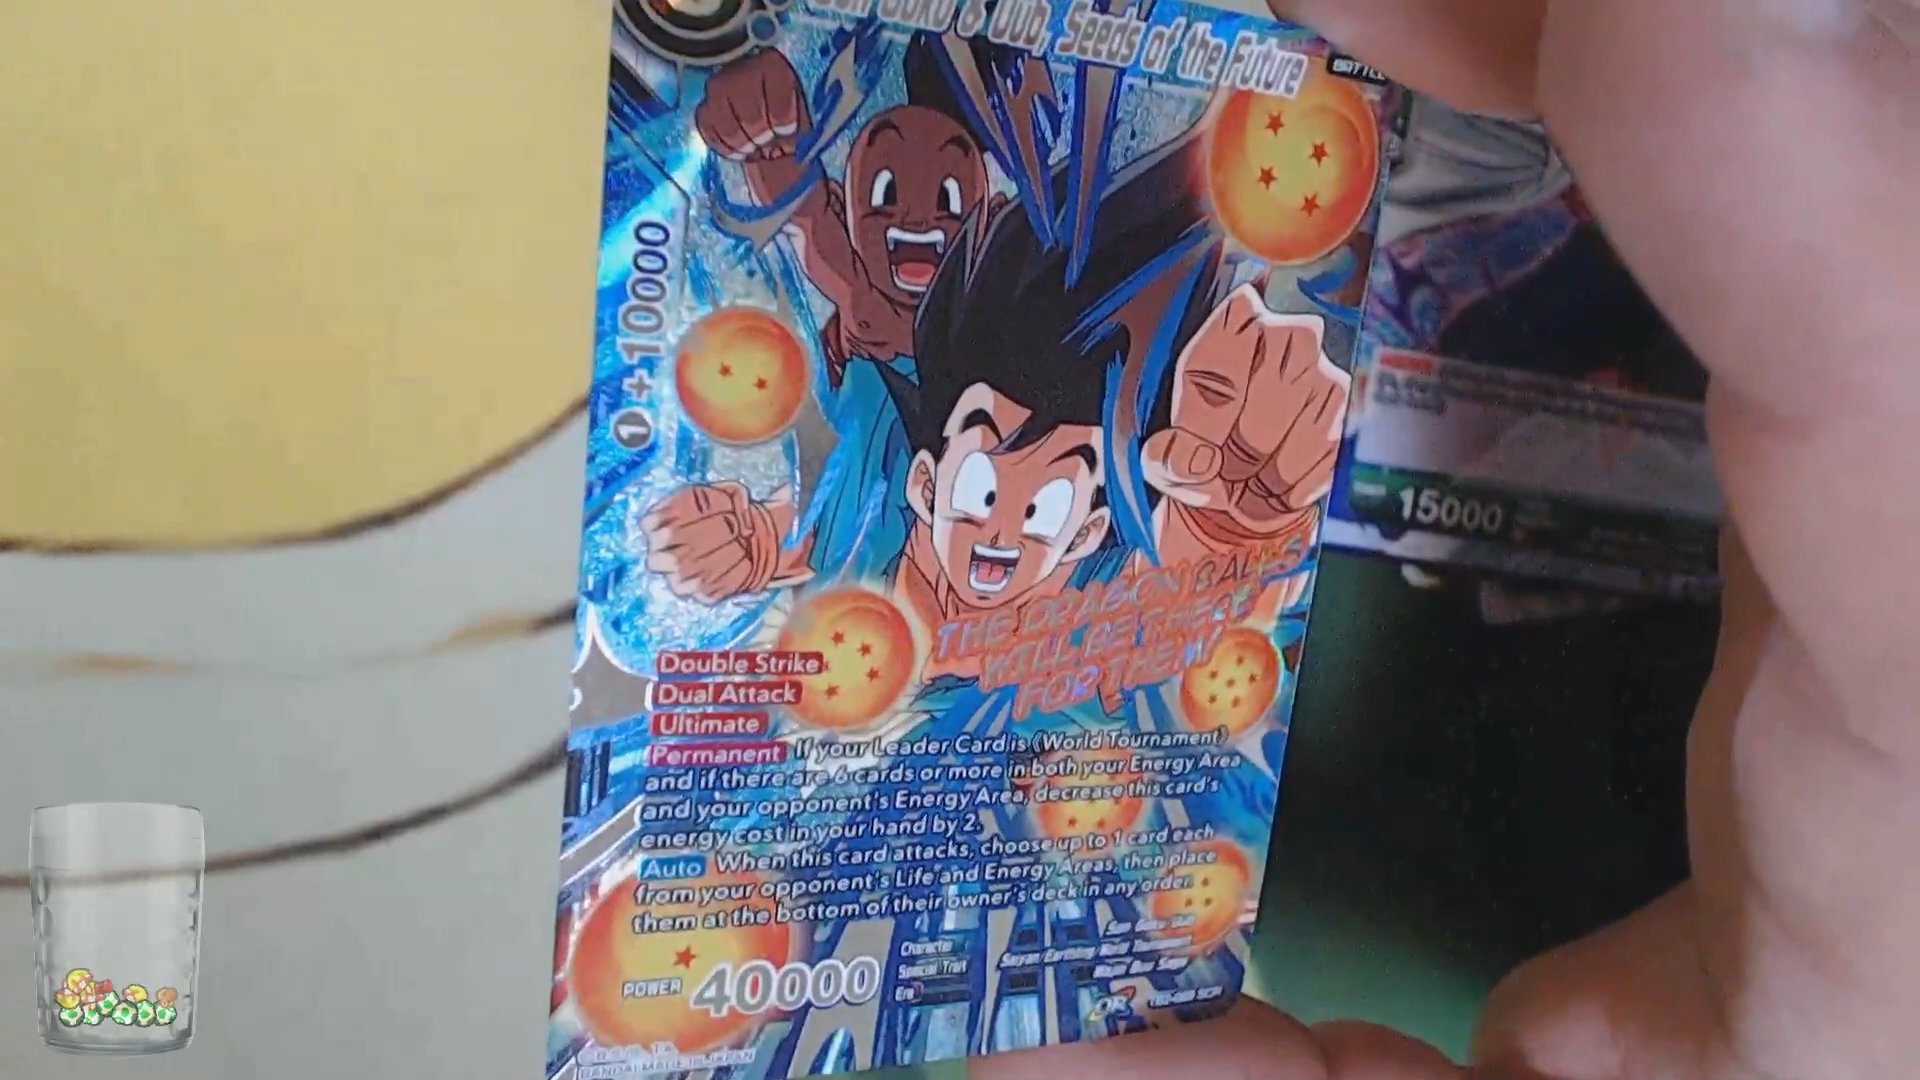 & Uub, Seeds of the Future
BATTLE
1 +10000
THE DRAGON BALLS
WILL BE THERE
FOR THEM!
Double Strike
Dual Attack
Ultimate
Permanent If your Leader Card is 《World Tournament》
and if there are 6 cards or more in both your Energy Area
and your opponent's Energy Area, decrease this card's
energy cost in your hand by 2.
Auto When this card attacks, choose up to 1 card each
from your opponent's Life and Energy Areas, then place
them at the bottom of their owner's deck in any order.
POWER 40000
Character
Special Trait Saiyan/Earthling/World Tournament
Era Majin Buu Saga
BANDAI MADE IN JAPAN
15000